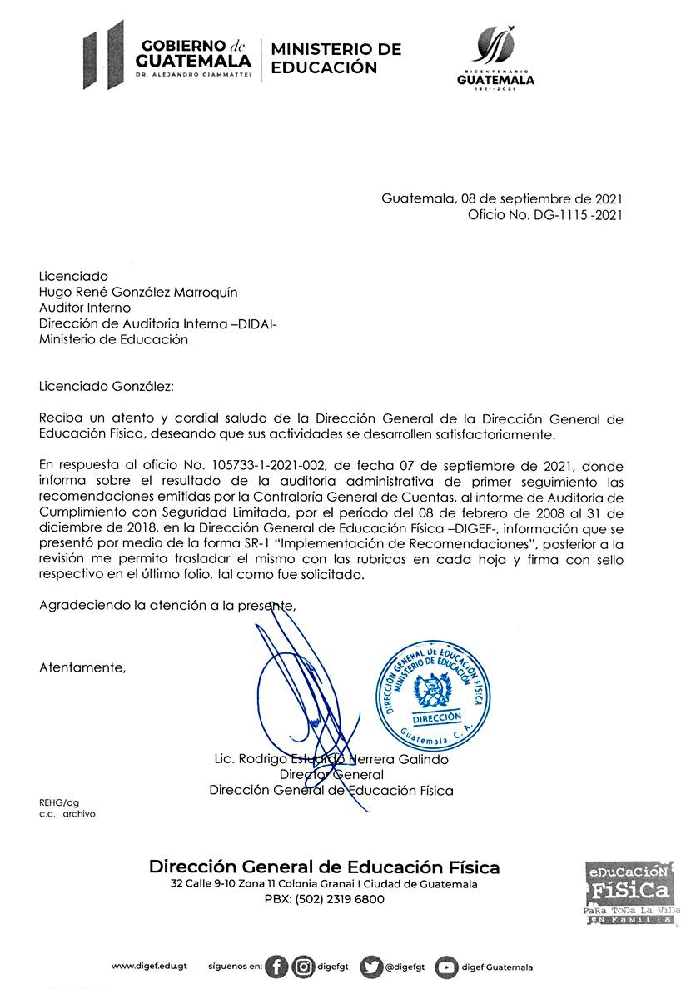 GOBIERNO de
GUATEMALA
DR. ALEJANDRO GIAMMATTEI
MINISTERIO DE
EDUCACIÓN
BICENTENARIO
GUATEMALA
1821-2021
Guatemala, 08 de septiembre de 2021
Oficio No. DG-1115 -2021
Licenciado
Hugo René González Marroquín
Auditor Interno
Dirección de Auditoria Interna –DIDAI-
Ministerio de Educación
Licenciado González:
Reciba un atento y cordial saludo de la Dirección General de la Dirección General de
Educación Física, deseando que sus actividades se desarrollen satisfactoriamente.
En respuesta al oficio No. 105733-1-2021-002, de fecha 07 de septiembre de 2021, donde
informa sobre el resultado de la auditoria administrativa de primer seguimiento las
recomendaciones emitidas por la Contraloría General de Cuentas, al informe de Auditoría de
Cumplimiento con Seguridad Limitada, por el período del 08 de febrero de 2008 al 31 de
diciembre de 2018, en la Dirección General de Educación Física –DIGEF-, información que se
presentó por medio de la forma SR-1 "Implementación de Recomendaciones", posterior a la
revisión me permito trasladar el mismo con las rubricas en cada hoja y firma con sello
respectivo en el último folio, tal como fue solicitado.
Agradeciendo la atención a la presente,
Atentamente,
DIRECCIÓN GENERAL DE EDUCACIÓN FÍSICA
MINISTERIO DE EDUCACIÓN
DIRECCIÓN
Guatemala, C. A.
Lic. Rodrigo Estuardo Herrera Galindo
Director General
Dirección General de Educación Física
REHG/dg
c.c. archivo
Dirección General de Educación Física
32 Calle 9-10 Zona 11 Colonia Granai I Ciudad de Guatemala
PBX: (502) 2319 6800
eDuCaCióN
FíSiCa
PaRa ToDa La ViDa
eN FaMiLia
www.digef.edu.gt síguenos en: digefgt @digefgt digef Guatemala